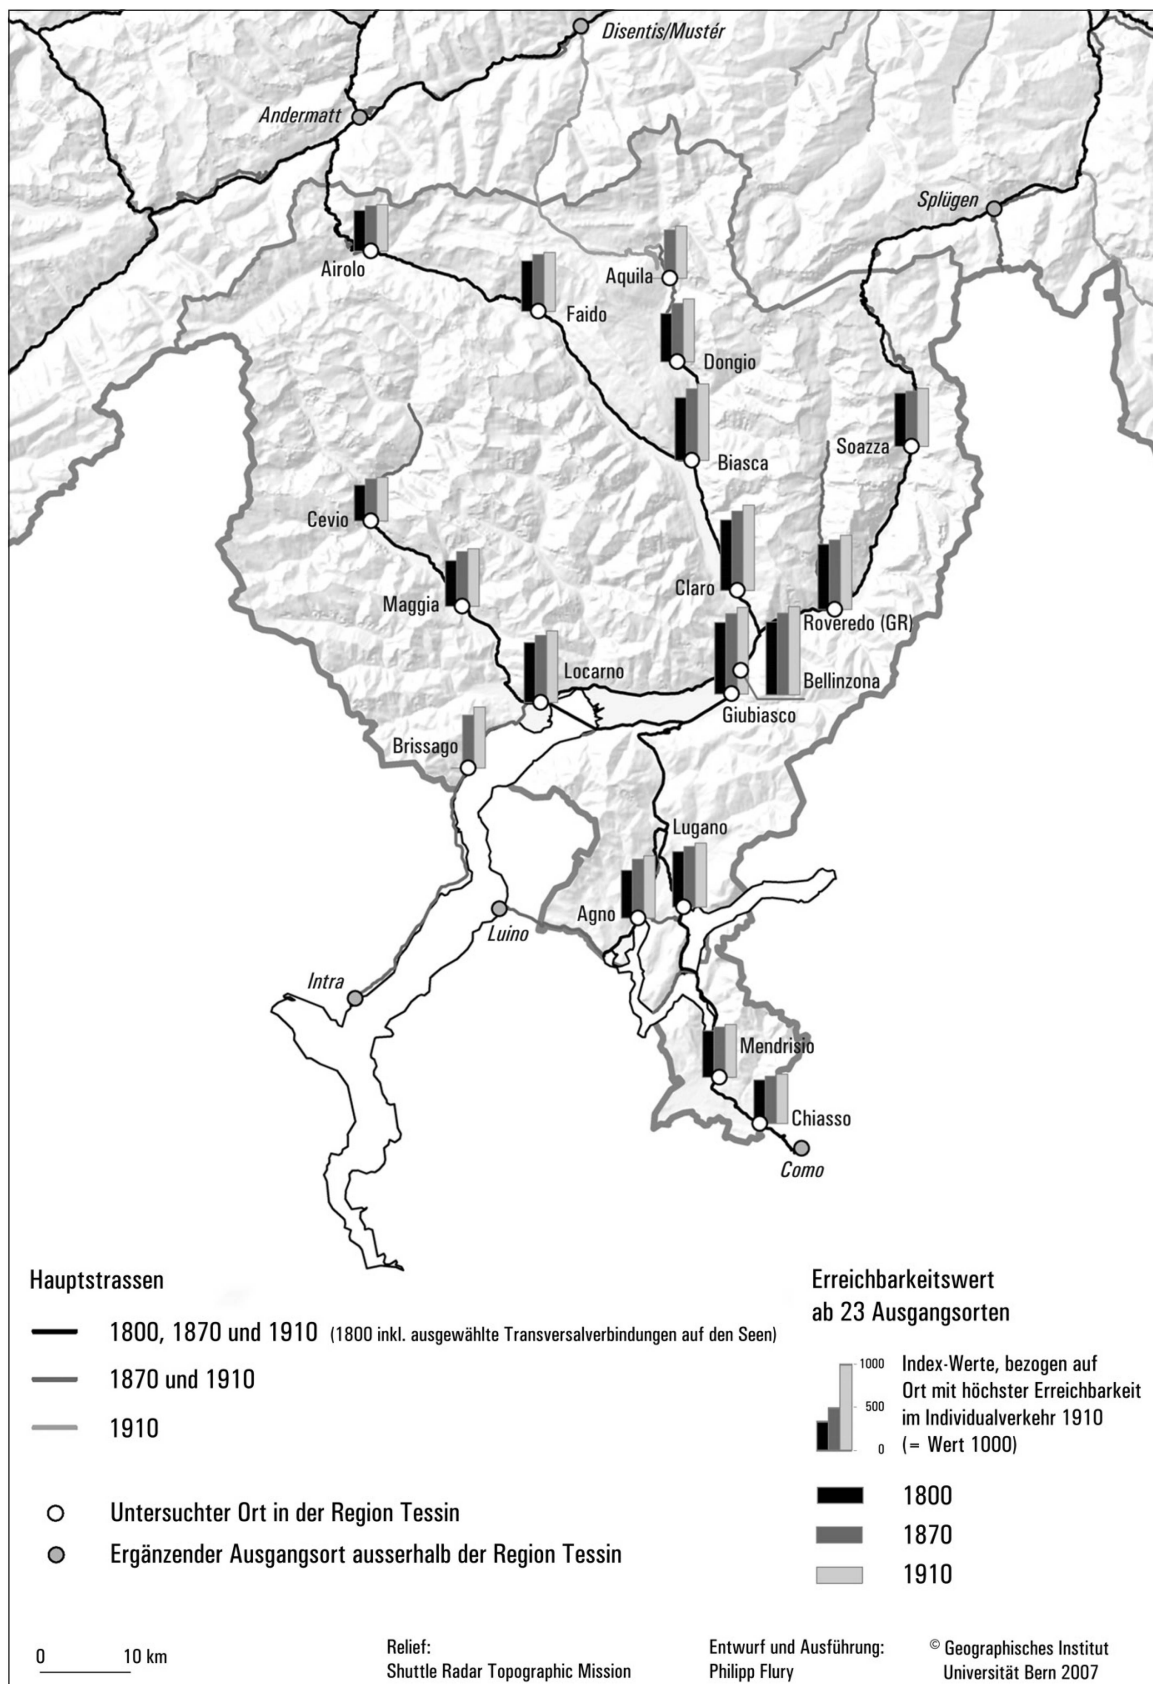 Disentis/Mustér
Andermatt
Splügen
Airolo
Faido
Aquila
Dongio
Biasca
Soazza
Cevio
Maggia
Claro
Roveredo (GR)
Locarno
Bellinzona
Giubiasco
Brissago
Lugano
Agno
Luino
Intra
Mendrisio
Chiasso
Como
Hauptstrassen
1800, 1870 und 1910 (1800 inkl. ausgewählte Transversalverbindungen auf den Seen)
1870 und 1910
1910
Untersuchter Ort in der Region Tessin
Ergänzender Ausgangsort ausserhalb der Region Tessin
Erreichbarkeitswert
ab 23 Ausgangsorten
1000
500
0
Index-Werte, bezogen auf
Ort mit höchster Erreichbarkeit
im Individualverkehr 1910
(= Wert 1000)
1800
1870
1910
0 10 km
Relief:
Shuttle Radar Topographic Mission
Entwurf und Ausführung:
Philipp Flury
© Geographisches Institut
Universität Bern 2007